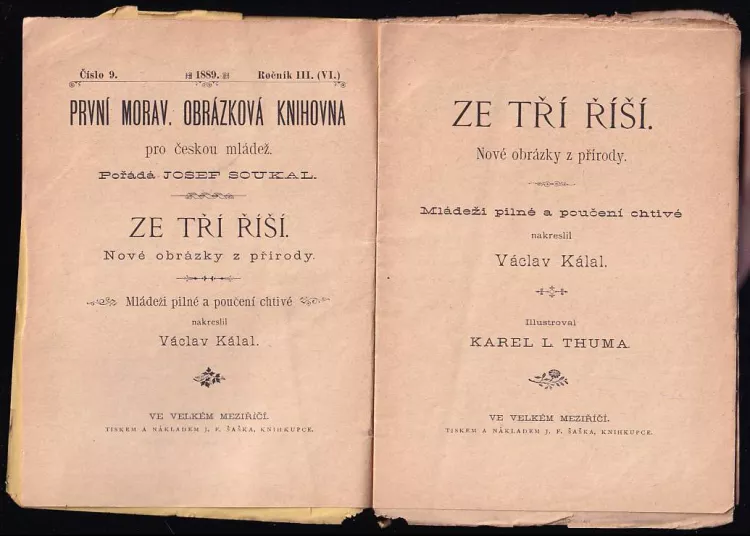 Číslo 9.
1889.
Ročník III. (VI.)
PRVNÍ MORAV. OBRÁZKOVÁ KNIHOVNA
pro českou mládež.
Pořádá JOSEF SOUKAL.
ZE TŘÍ ŘÍŠÍ.
Nové obrázky z přírody.
Mládeži pilné a poučení chtivé
nakreslil
Václav Kálal.
VE VELKÉM MEZIŘÍČÍ.
TISKEM A NÁKLADEM J. F. ŠAŠKA, KNIHKUPCE.
ZE TŘÍ ŘÍŠÍ.
Nové obrázky z přírody.
Mládeži pilné a poučení chtivé
nakreslil
Václav Kálal.
Illustroval
KAREL L. THUMA.
VE VELKÉM MEZIŘÍČÍ.
TISKEM A NÁKLADEM J. F. ŠAŠKA, KNIHKUPCE.